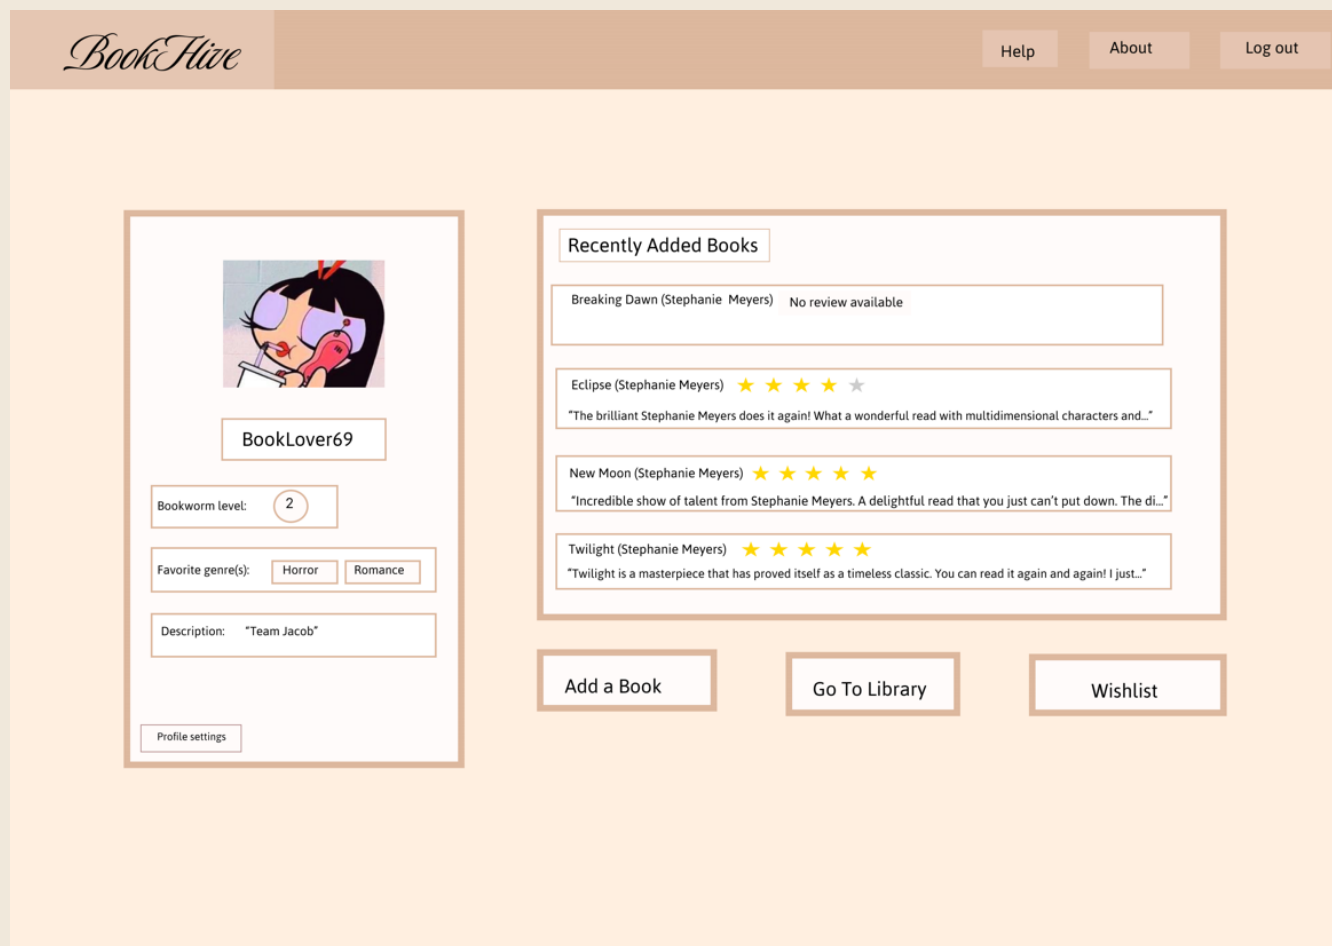 BookHive
Help
About
Log out
BookLover69
Bookworm level: 2
Favorite genre(s): Horror Romance
Description: “Team Jacob”
Profile settings
Recently Added Books
Breaking Dawn (Stephanie Meyers) No review available
Eclipse (Stephanie Meyers)
“The brilliant Stephanie Meyers does it again! What a wonderful read with multidimensional characters and...”
New Moon (Stephanie Meyers)
“Incredible show of talent from Stephanie Meyers. A delightful read that you just can’t put down. The di...”
Twilight (Stephanie Meyers)
“Twilight is a masterpiece that has proved itself as a timeless classic. You can read it again and again! I just...”
Add a Book
Go To Library
Wishlist